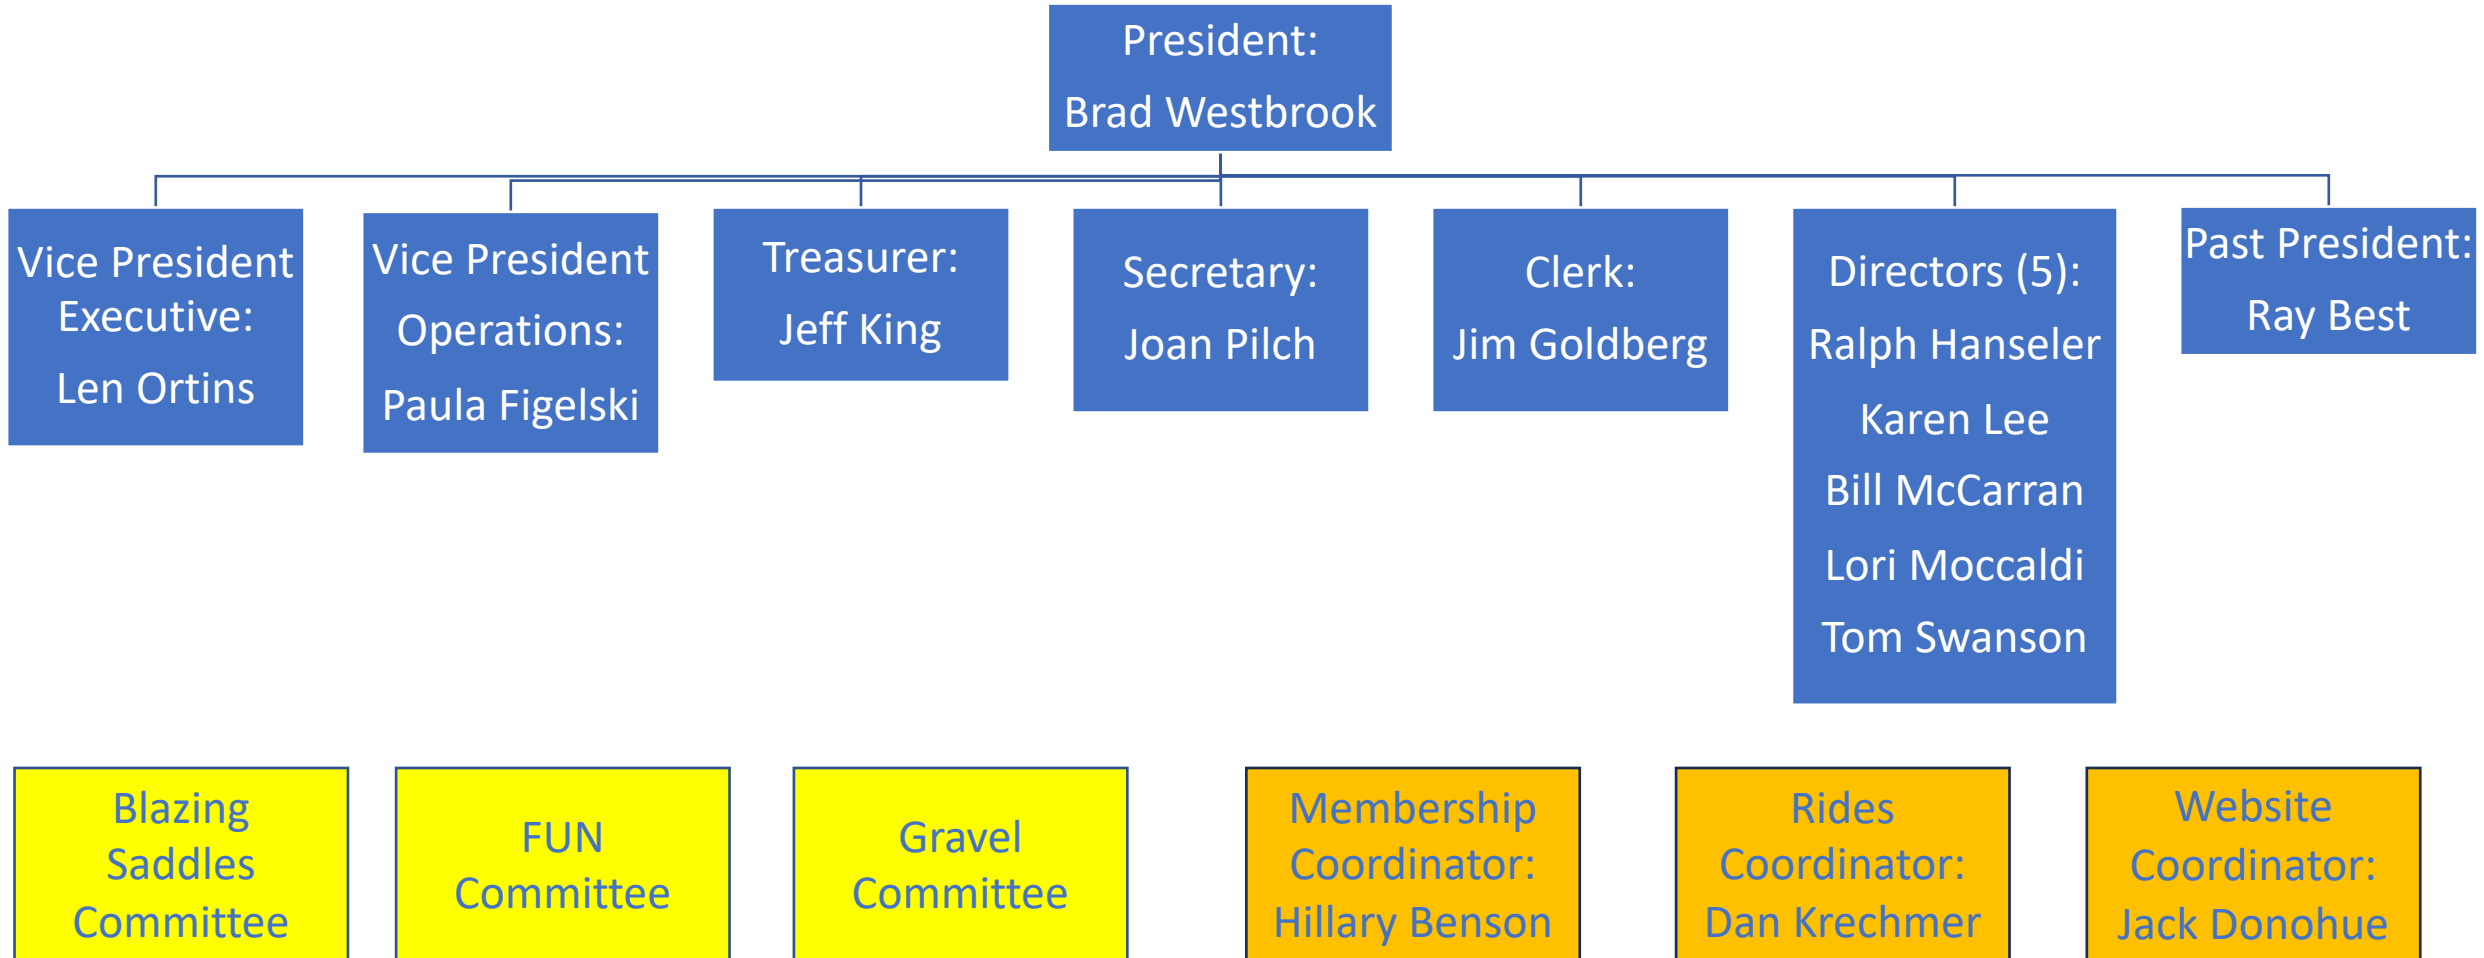 President:
Brad Westbrook
Vice President
Executive:
Len Ortins
Vice President
Operations:
Paula Figelski
Treasurer:
Jeff King
Secretary:
Joan Pilch
Clerk:
Jim Goldberg
Directors (5):
Ralph Hanseler
Karen Lee
Bill McCarran
Lori Moccaldi
Tom Swanson
Past President:
Ray Best
Blazing
Saddles
Committee
FUN
Committee
Gravel
Committee
Membership
Coordinator:
Hillary Benson
Rides
Coordinator:
Dan Krechmer
Website
Coordinator:
Jack Donohue